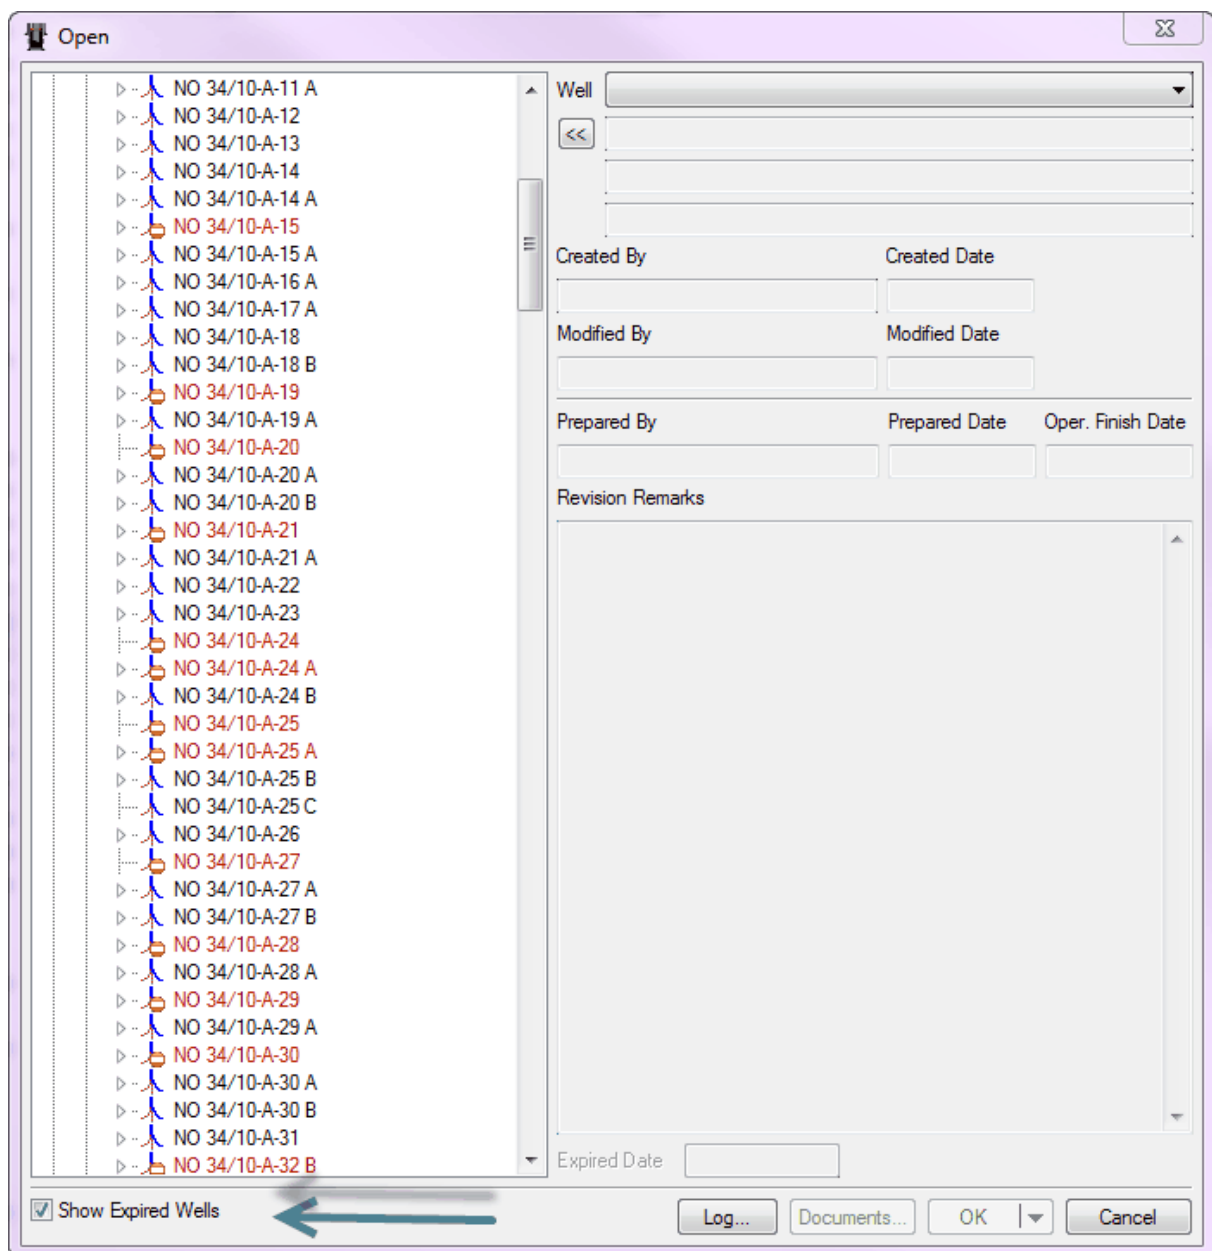 Open
NO 34/10-A-11 A
NO 34/10-A-12
NO 34/10-A-13
NO 34/10-A-14
NO 34/10-A-14 A
NO 34/10-A-15
NO 34/10-A-15 A
NO 34/10-A-16 A
NO 34/10-A-17 A
NO 34/10-A-18
NO 34/10-A-18 B
NO 34/10-A-19
NO 34/10-A-19 A
NO 34/10-A-20
NO 34/10-A-20 A
NO 34/10-A-20 B
NO 34/10-A-21
NO 34/10-A-21 A
NO 34/10-A-22
NO 34/10-A-23
NO 34/10-A-24
NO 34/10-A-24 A
NO 34/10-A-24 B
NO 34/10-A-25
NO 34/10-A-25 A
NO 34/10-A-25 B
NO 34/10-A-25 C
NO 34/10-A-26
NO 34/10-A-27
NO 34/10-A-27 A
NO 34/10-A-27 B
NO 34/10-A-28
NO 34/10-A-28 A
NO 34/10-A-29
NO 34/10-A-29 A
NO 34/10-A-30
NO 34/10-A-30 A
NO 34/10-A-30 B
NO 34/10-A-31
NO 34/10-A-32 B
Well
<<
Created By Created Date
Modified By Modified Date
Prepared By Prepared Date Oper. Finish Date
Revision Remarks
Expired Date
Show Expired Wells
Log... Documents... OK Cancel